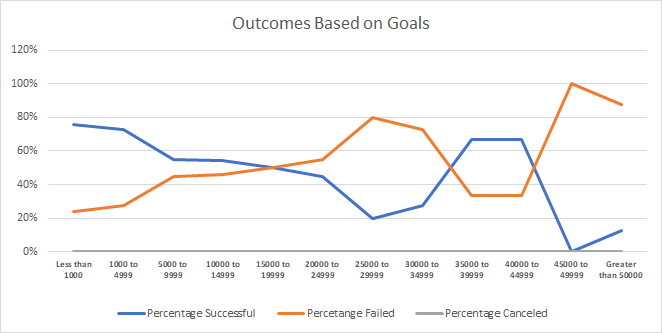 Outcomes Based on Goals
120%
100%
80%
60%
40%
20%
0%
Less than
1000
1000 to
4999
5000 to
9999
10000 to
14999
15000 to
19999
20000 to
24999
25000 to
29999
30000 to
34999
35000 to
39999
40000 to
44999
45000 to
49999
Greater
than 50000
Percentage Successful
Percetange Failed
Percentage Canceled